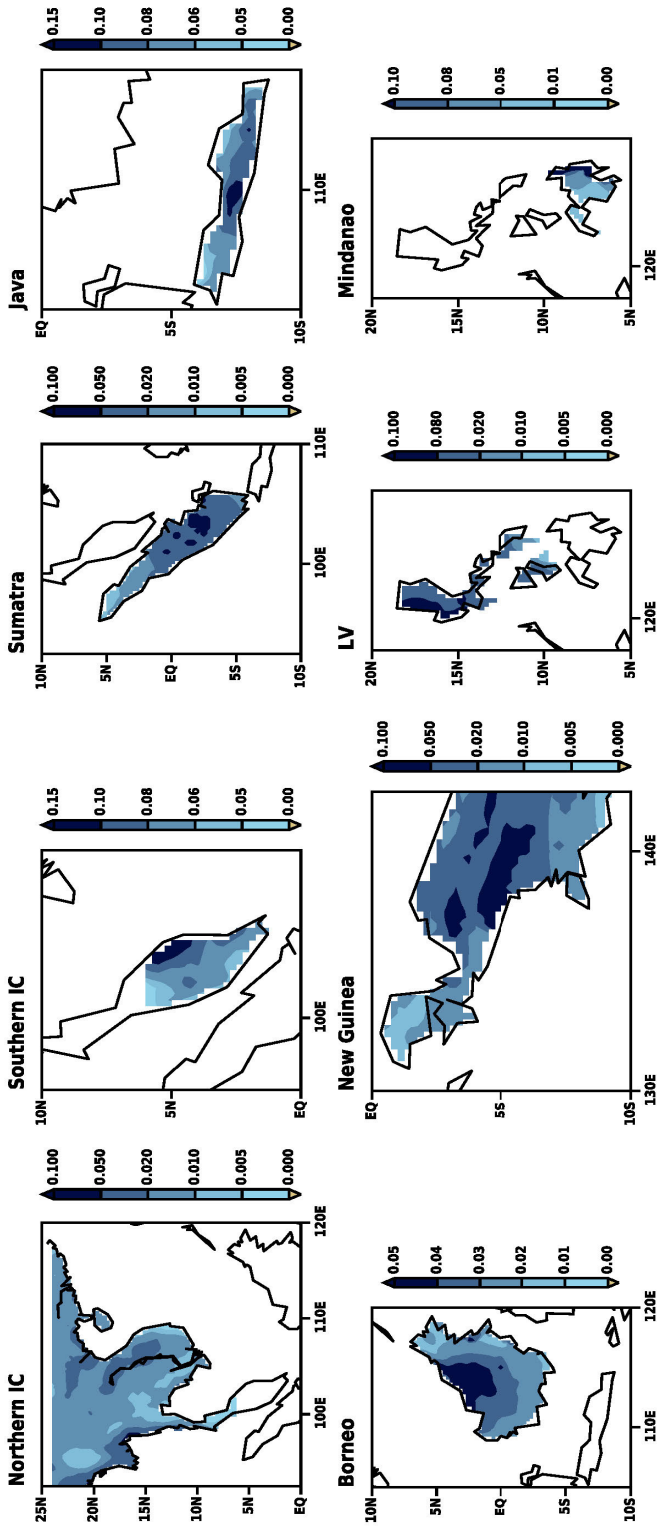 Northern IC
25N
20N
15N
10N
5N
EQ
100E 110E 120E
0.100
0.050
0.020
0.010
0.005
0.000
Southern IC
10N
5N
EQ
100E
0.15
0.10
0.08
0.06
0.05
0.00
Sumatra
10N
5N
EQ
5S
10S
100E 110E
0.100
0.050
0.020
0.010
0.005
0.000
Java
EQ
5S
10S
110E
0.15
0.10
0.08
0.06
0.05
0.00
Borneo
10N
5N
EQ
5S
10S
110E 120E
0.05
0.04
0.03
0.02
0.01
0.00
New Guinea
EQ
5S
10S
130E 140E
0.100
0.050
0.020
0.010
0.005
0.000
LV
20N
15N
10N
5N
120E
0.100
0.080
0.020
0.010
0.005
0.000
Mindanao
20N
15N
10N
5N
120E
0.10
0.08
0.05
0.01
0.00